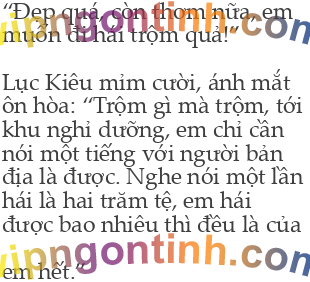 “Đẹp quá, còn thơm nữa, em
muốn đi hái trộm quả!”
vipngontinh.com
Lục Kiêu mỉm cười, ánh mắt
ôn hòa: “Trộm gì mà trộm, tới
khu nghỉ dưỡng, em chỉ cần
nói một tiếng với người bản
địa là được. Nghe nói một lần
hái là hai trăm tệ, em hái
được bao nhiêu thì đều là của
vipngontinh.com
em hết.”